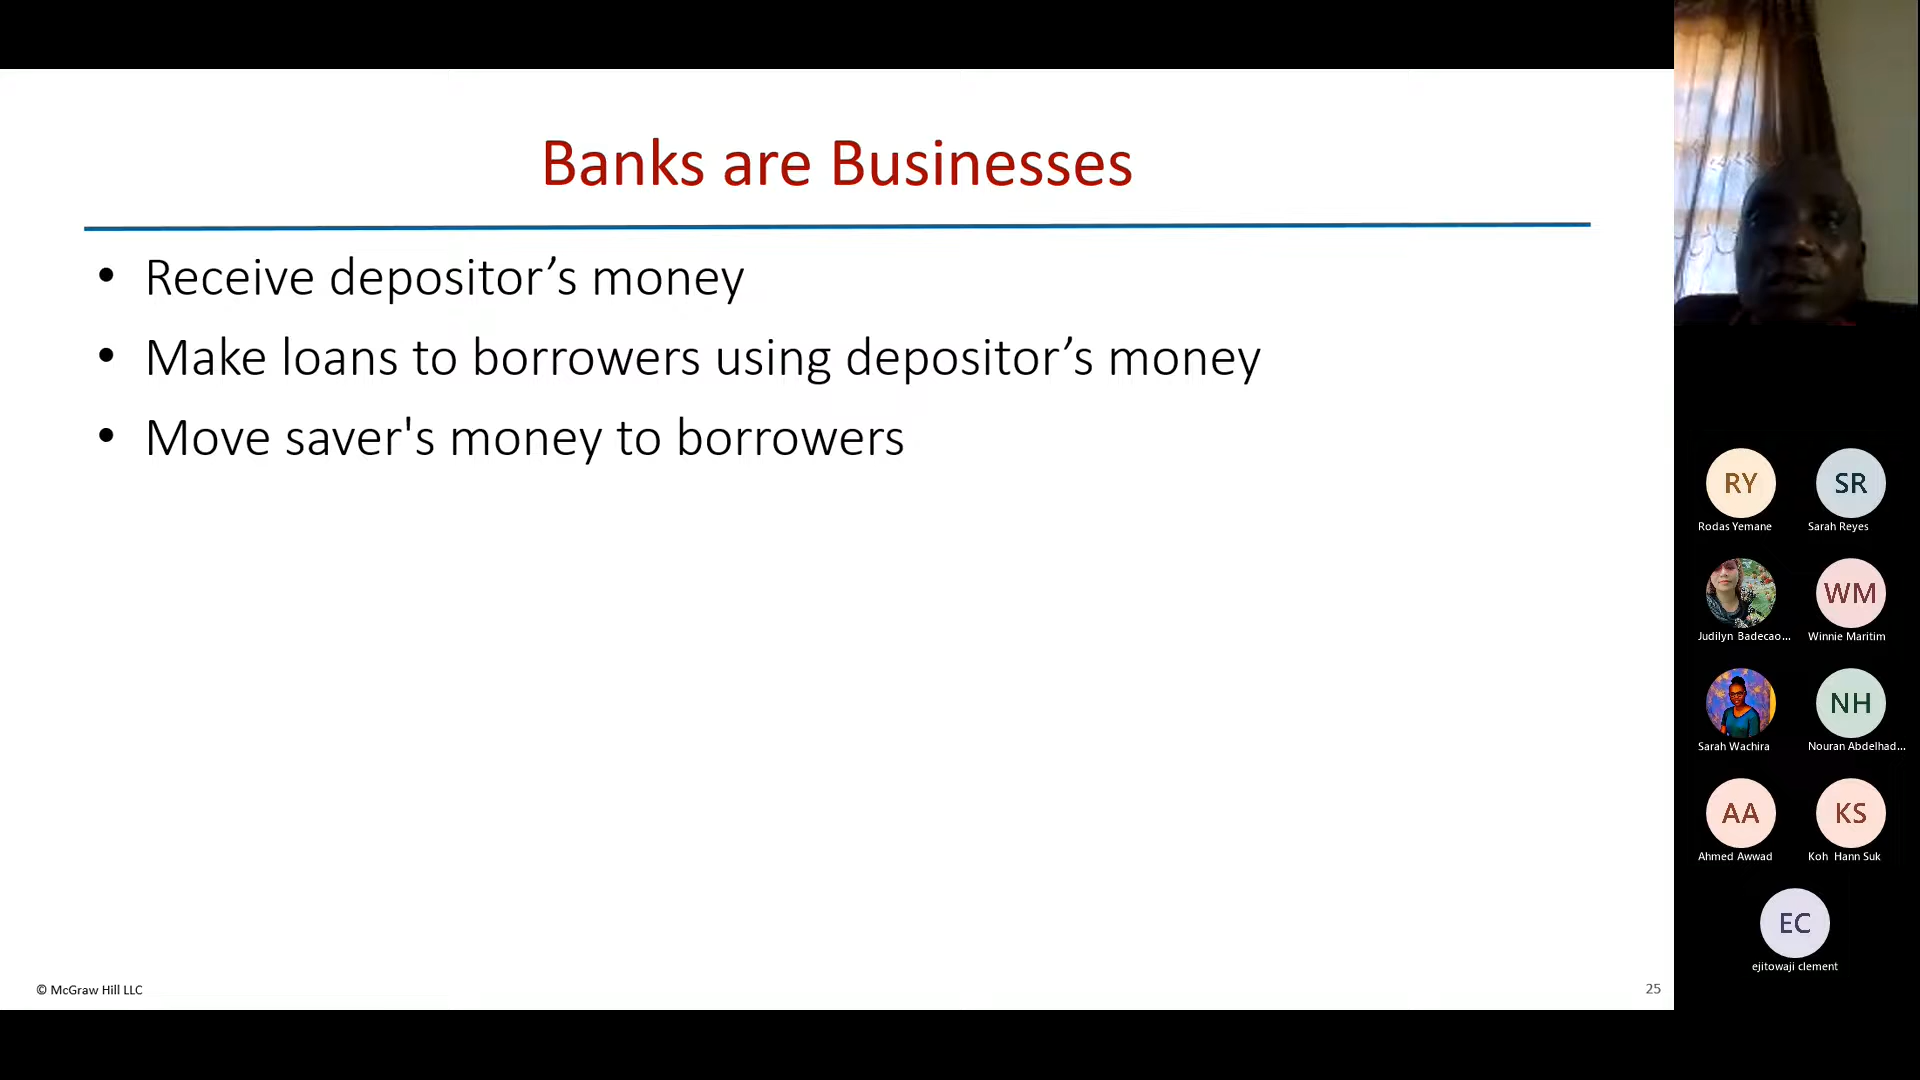 Banks are Businesses
• Receive depositor’s money
• Make loans to borrowers using depositor’s money
• Move saver's money to borrowers
© McGraw Hill LLC
25
RY
Rodas Yemane
SR
Sarah Reyes
Judilyn Badecao...
WM
Winnie Maritim
Sarah Wachira
NH
Nouran Abdelhad...
AA
Ahmed Awwad
KS
Koh Hann Suk
EC
ejitowaji clement